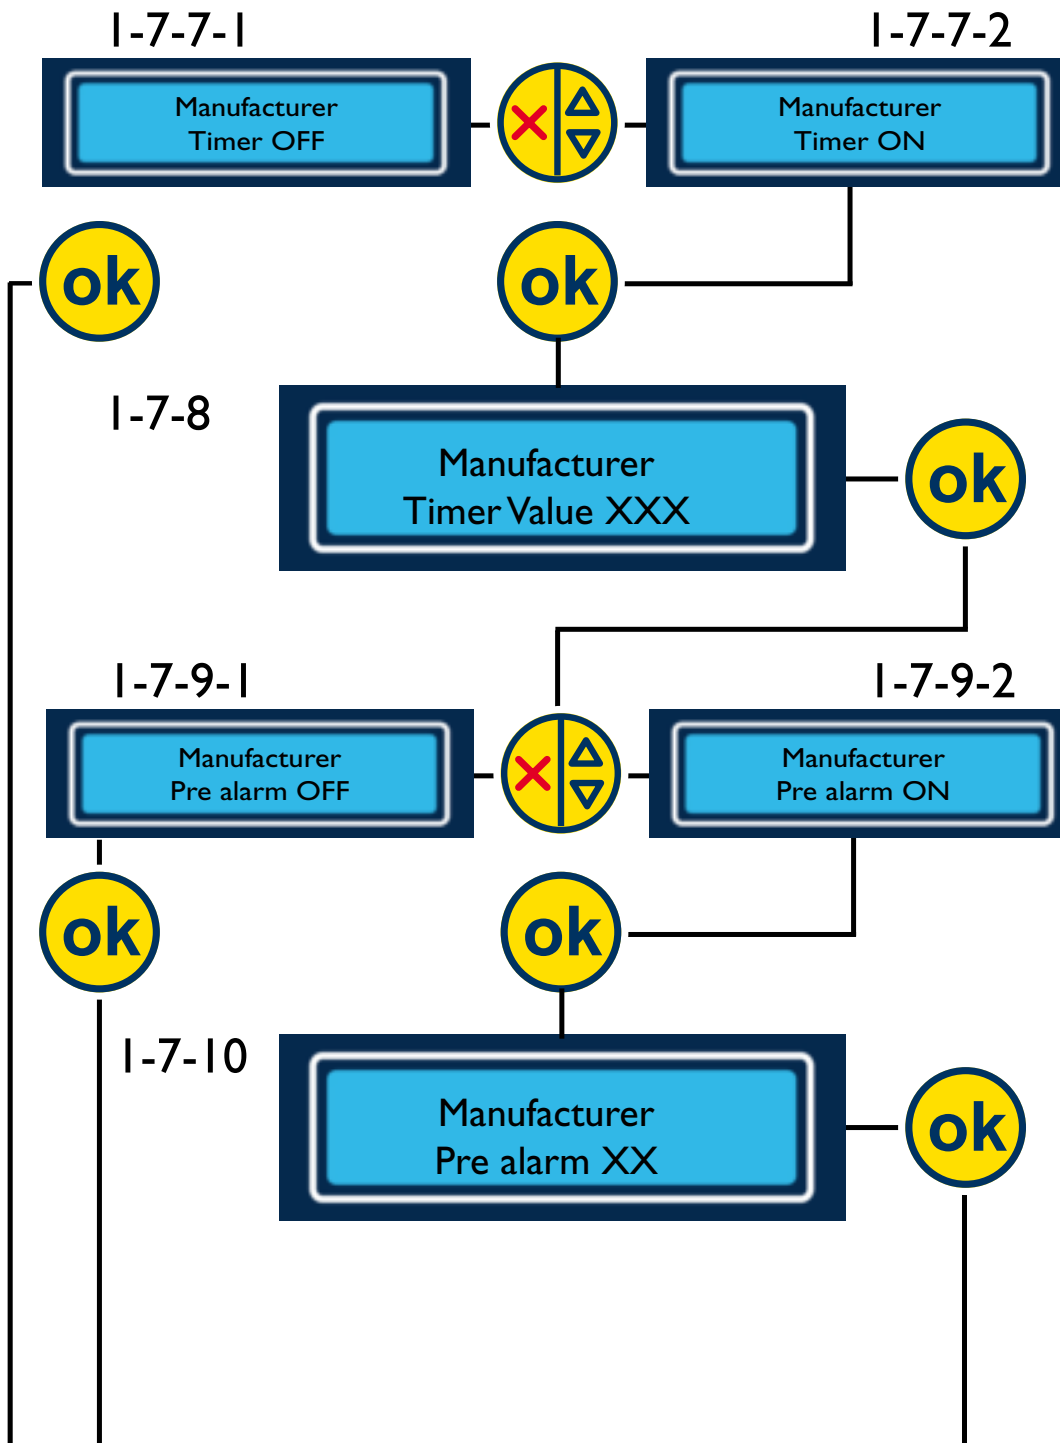 1-7-7-1
1-7-7-2
Manufacturer
Timer OFF
Manufacturer
Timer ON
ok
ok
1-7-8
Manufacturer
Timer Value XXX
ok
1-7-9-1
1-7-9-2
Manufacturer
Pre alarm OFF
Manufacturer
Pre alarm ON
ok
ok
1-7-10
Manufacturer
Pre alarm XX
ok